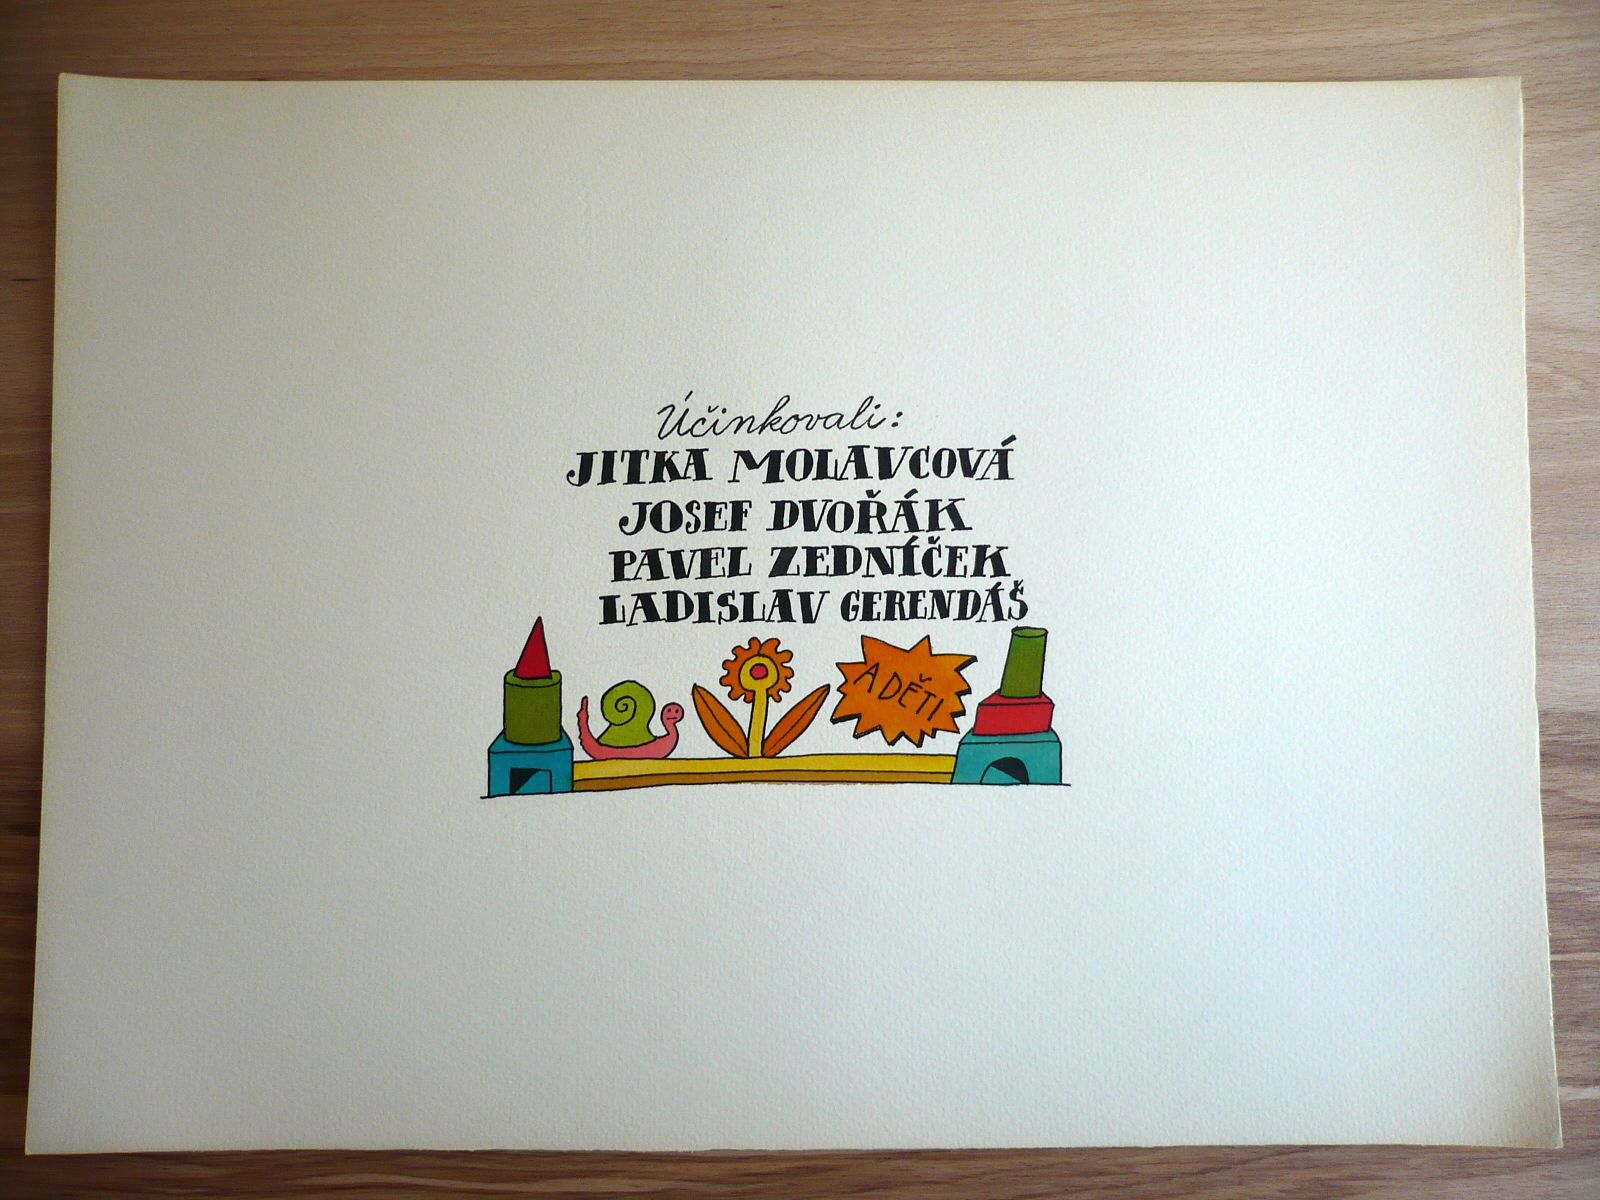 Účinkovali:
JITKA MOLAVCOVÁ
JOSEF DVOŘÁK
PAVEL ZEDNÍČEK
LADISLAV GERENDÁŠ
A DĚTI